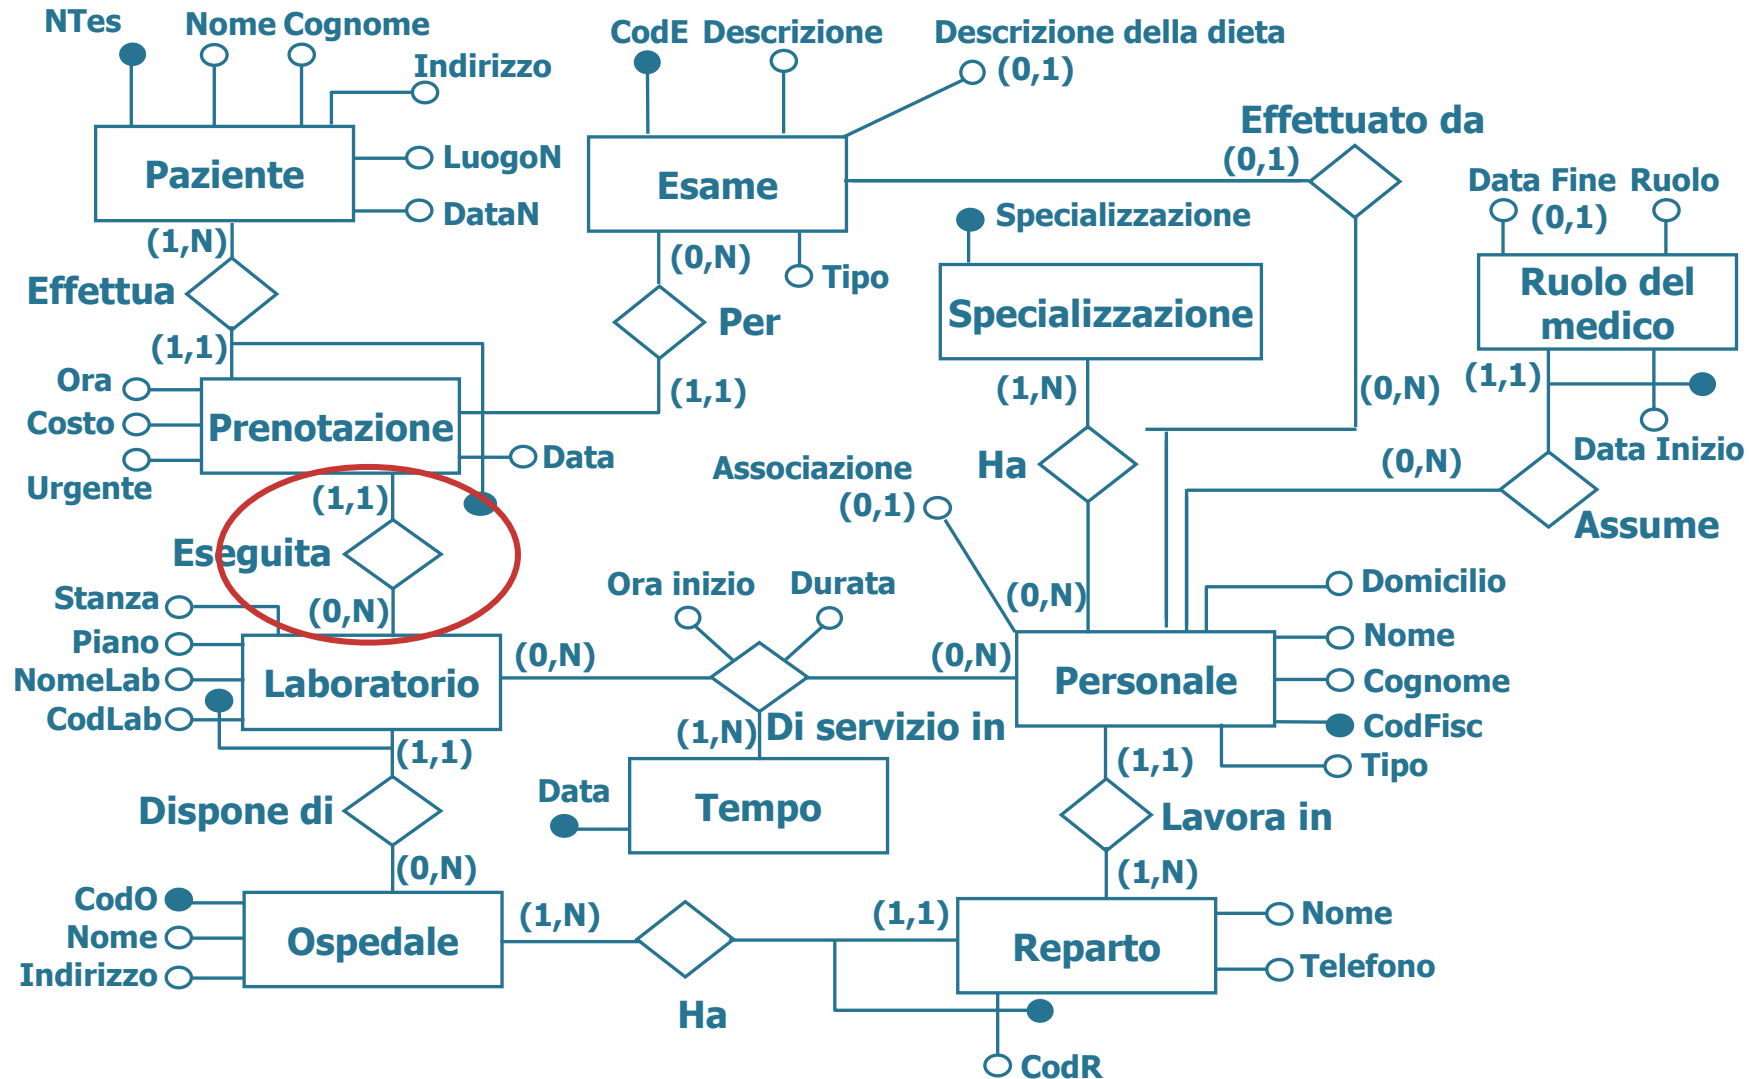 NTes
Nome Cognome
Indirizzo
Paziente
LuogoN
DataN
(1,N)
Effettua
(1,1)
CodE Descrizione
Descrizione della dieta
(0,1)
Esame
(0,N)
Tipo
Per
(1,1)
Effettuato da
(0,1)
(0,N)
Specializzazione
Specializzazione
(1,N)
Ha
(0,N)
Data Fine Ruolo
(0,1)
Ruolo del
medico
(1,1)
Data Inizio
(0,N)
Assume
Ora
Costo
Urgente
Prenotazione
Data
(1,1)
Eseguita
(0,N)
Associazione
(0,1)
Stanza
Piano
NomeLab
CodLab
Laboratorio
(0,N)
Ora inizio
Durata
(0,N)
Di servizio in
(1,N)
Personale
Domicilio
Nome
Cognome
CodFisc
Tipo
(1,1)
Dispone di
(0,N)
Data
Tempo
(1,1)
Lavora in
(1,N)
CodO
Nome
Indirizzo
Ospedale
(1,N)
Ha
(1,1)
Reparto
Nome
Telefono
CodR